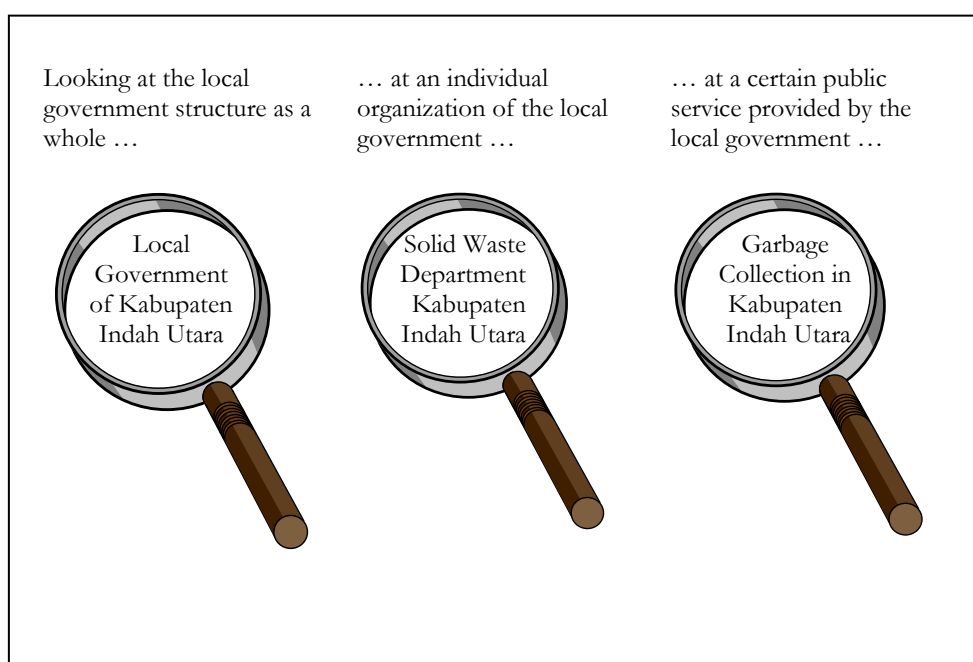 Looking at the local
government structure as a
whole …
… at an individual
organization of the local
government …
… at a certain public
service provided by the
local government …
Local
Government
of Kabupaten
Indah Utara
Solid Waste
Department
Kabupaten
Indah Utara
Garbage
Collection in
Kabupaten
Indah Utara